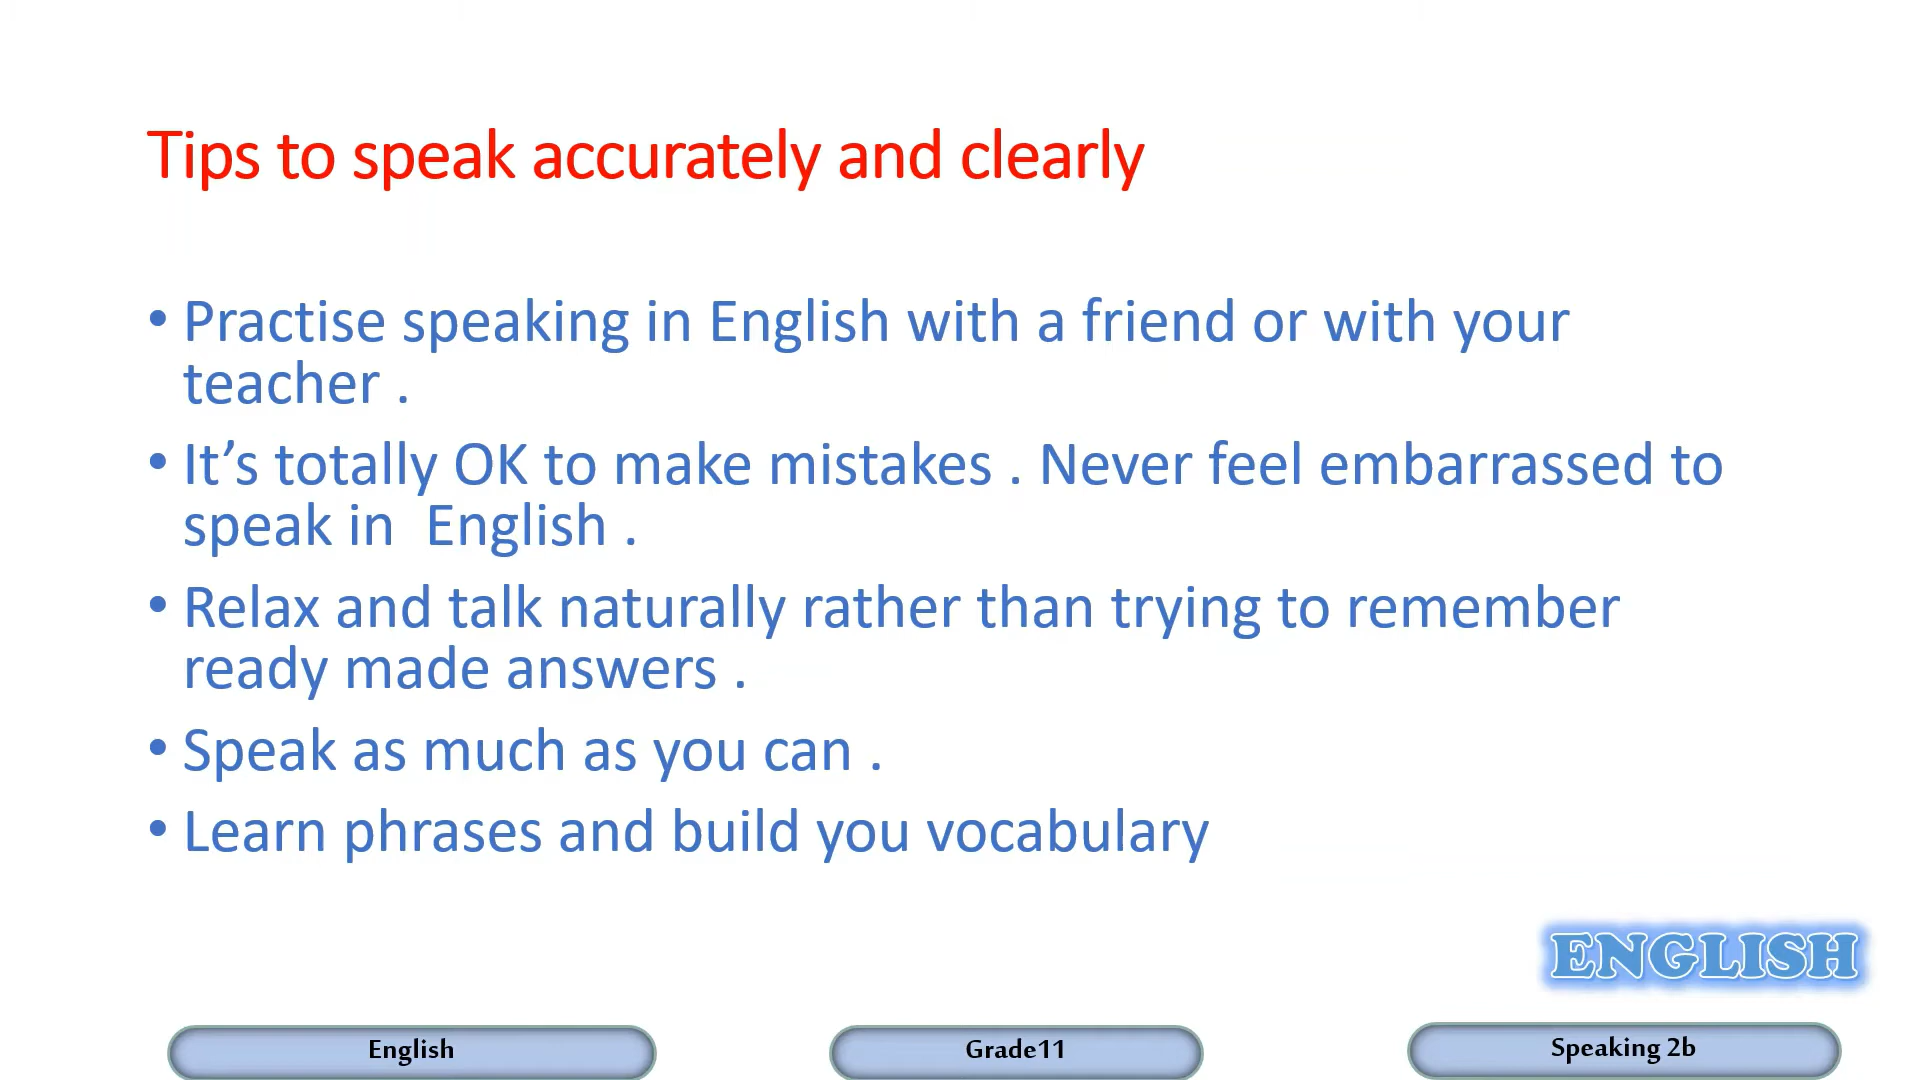 Tips to speak accurately and clearly
• Practise speaking in English with a friend or with your
teacher .
• It’s totally OK to make mistakes . Never feel embarrassed to
speak in  English .
• Relax and talk naturally rather than trying to remember
ready made answers .
• Speak as much as you can .
• Learn phrases and build you vocabulary
ENGLISH
English
Grade11
Speaking 2b